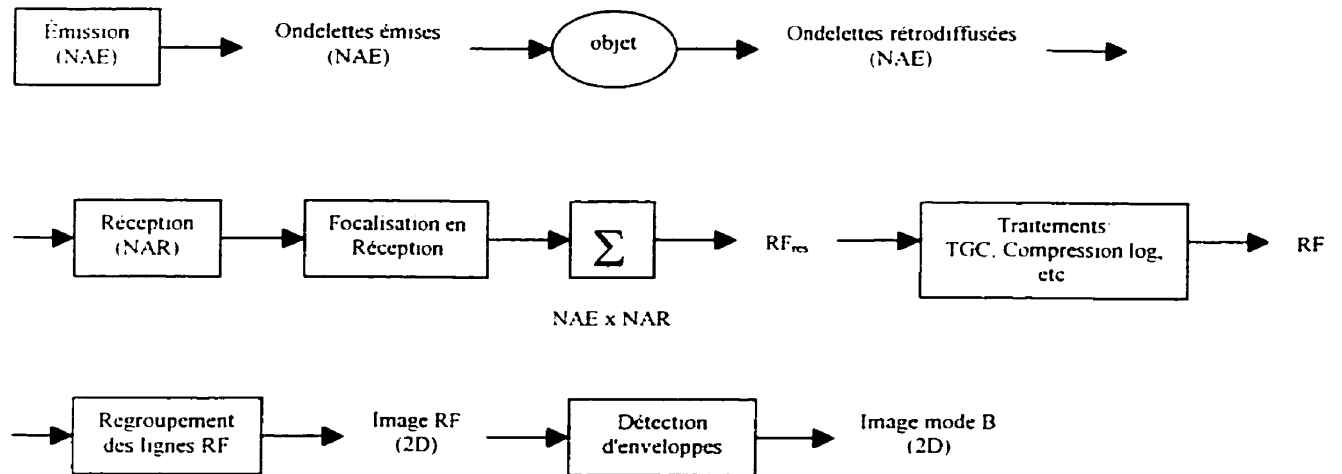 Émission
(NAE)
Ondelettes émises
(NAE)
objet
Ondelettes rétrodiffusées
(NAE)
Réception
(NAR)
Focalisation en
Réception
Σ
NAE x NAR
RFres
Traitements:
TGC, Compression log,
etc
RF
Regroupement
des lignes RF
Image RF
(2D)
Détection
d'enveloppes
Image mode B
(2D)